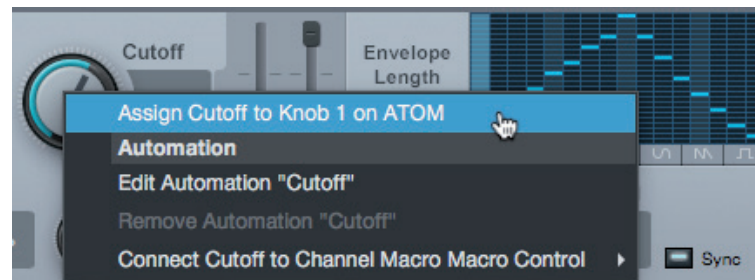 Cutoff
Envelope
Length
Assign Cutoff to Knob 1 on ATOM
Automation
Edit Automation "Cutoff"
Remove Automation "Cutoff"
Connect Cutoff to Channel Macro Macro Control
Sync